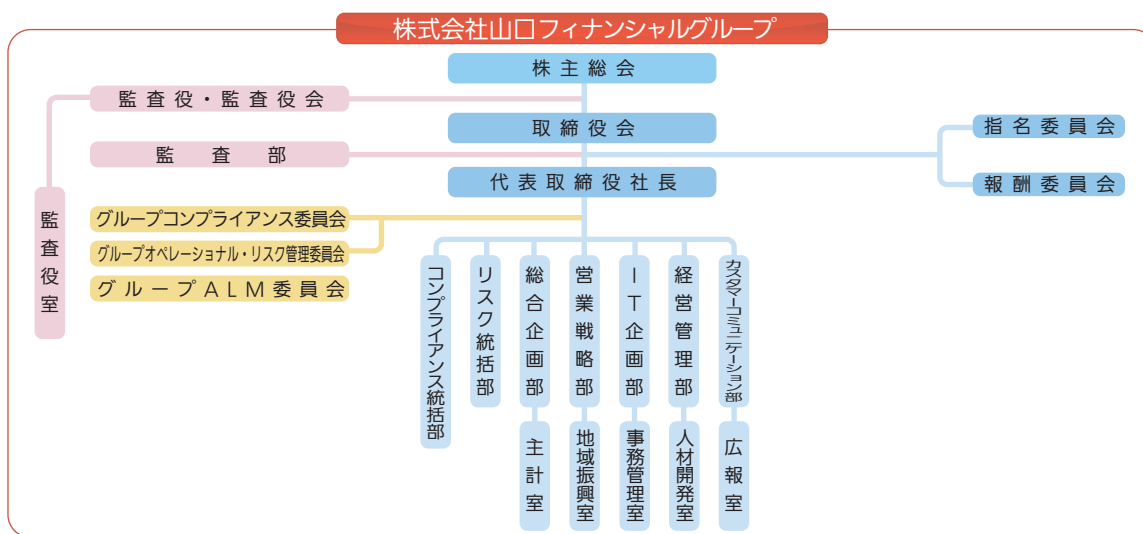 株式会社山口フィナンシャルグループ
株主総会
監査役・監査役会
取締役会
指名委員会
監査部
代表取締役社長
報酬委員会
監査役室
グループコンプライアンス委員会
グループオペレーショナル・リスク管理委員会
グループALM委員会
コンプライアンス統括部
リスク統括部
総合企画部
営業戦略部
IT企画部
経営管理部
カスタマーコミュニケーション部
主計室
地域振興室
事務管理室
人材開発室
広報室